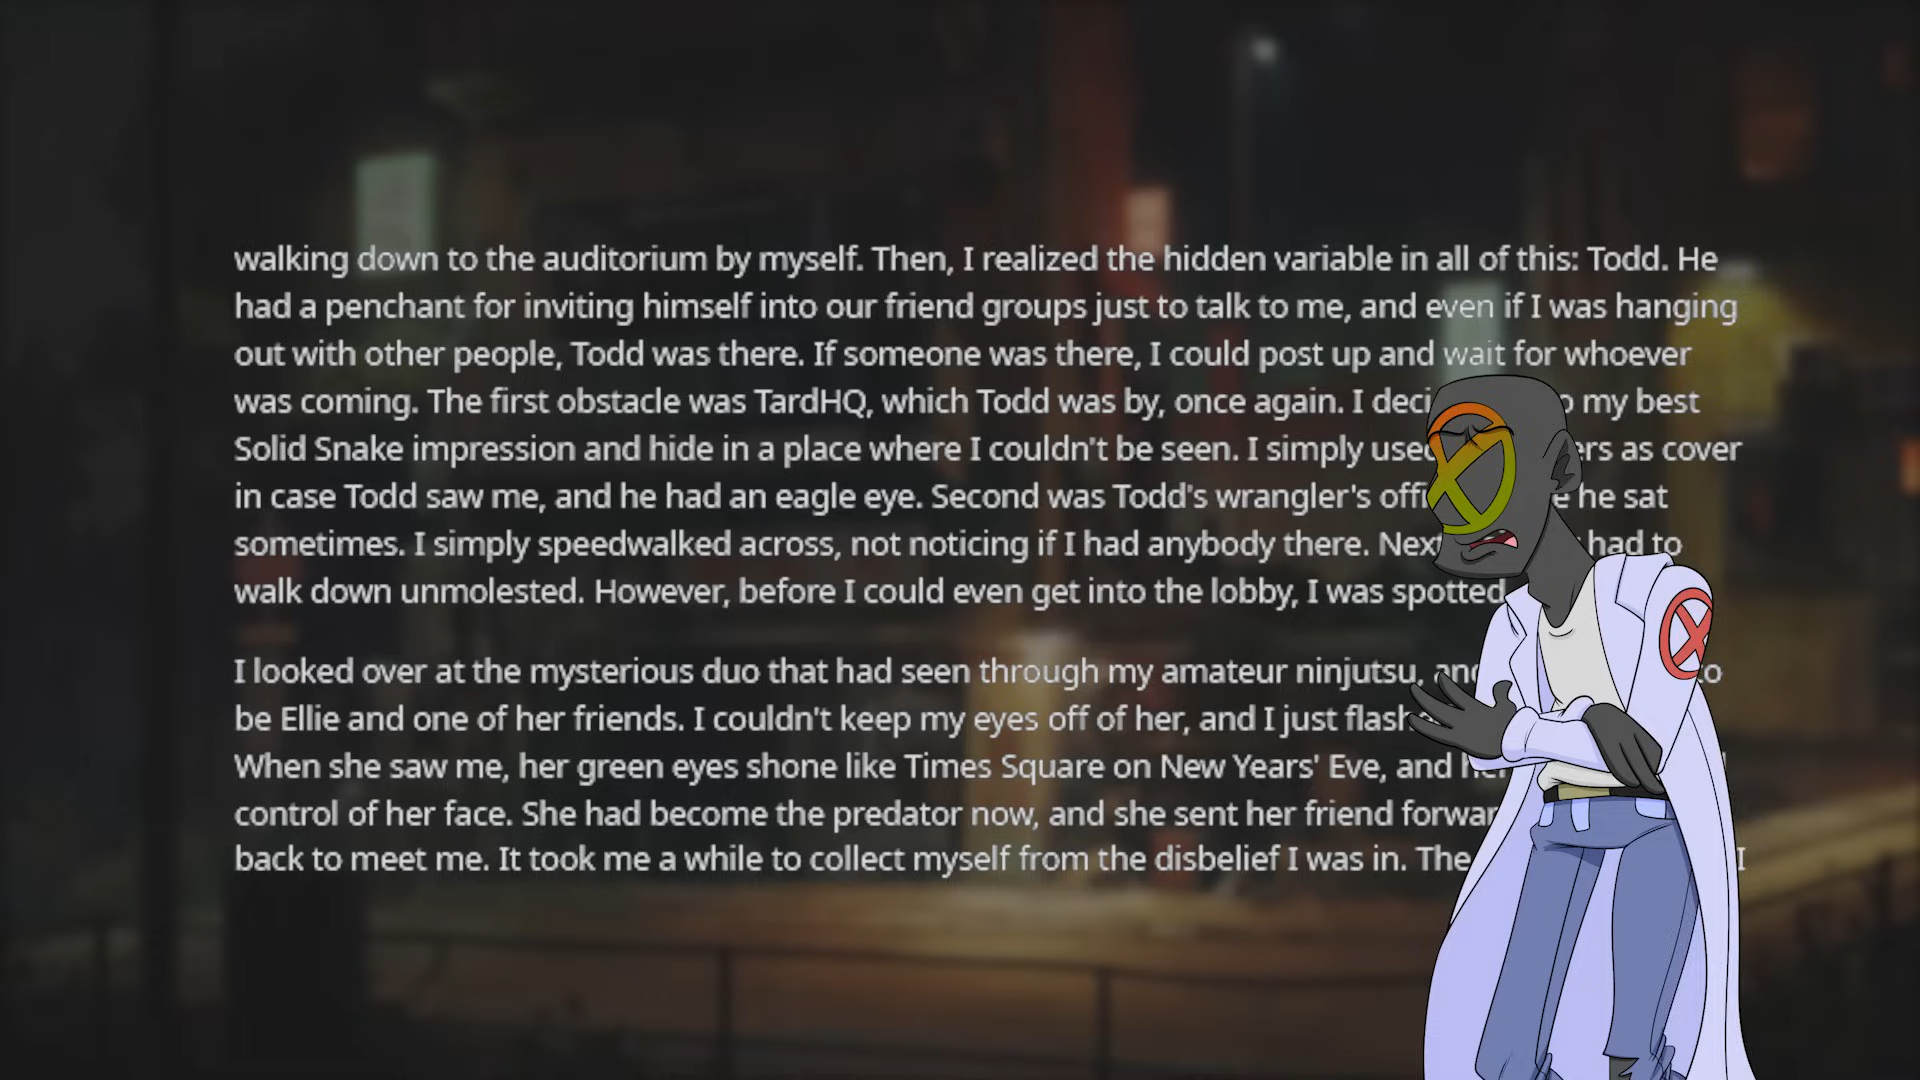 walking down to the auditorium by myself. Then, I realized the hidden variable in all of this: Todd. He
had a penchant for inviting himself into our friend groups just to talk to me, and even if I was hanging
out with other people, Todd was there. If someone was there, I could post up and wait for whoever
was coming. The first obstacle was TardHQ, which Todd was by, once again. I my best
Solid Snake impression and hide in a place where I couldn't be seen. I simply as cover
in case Todd saw me, and he had an eagle eye. Second was Todd's wrangler's he sat
sometimes. I simply speedwalked across, not noticing if I had anybody there. had to
walk down unmolested. However, before I could even get into the lobby, I was spotted
I looked over at the mysterious duo that had seen through my amateur ninjutsu,
be Ellie and one of her friends. I couldn't keep my eyes off of her, and I just
When she saw me, her green eyes shone like Times Square on New Years' Eve, and
control of her face. She had become the predator now, and she sent her friend
back to meet me. It took me a while to collect myself from the disbelief I was in. The I